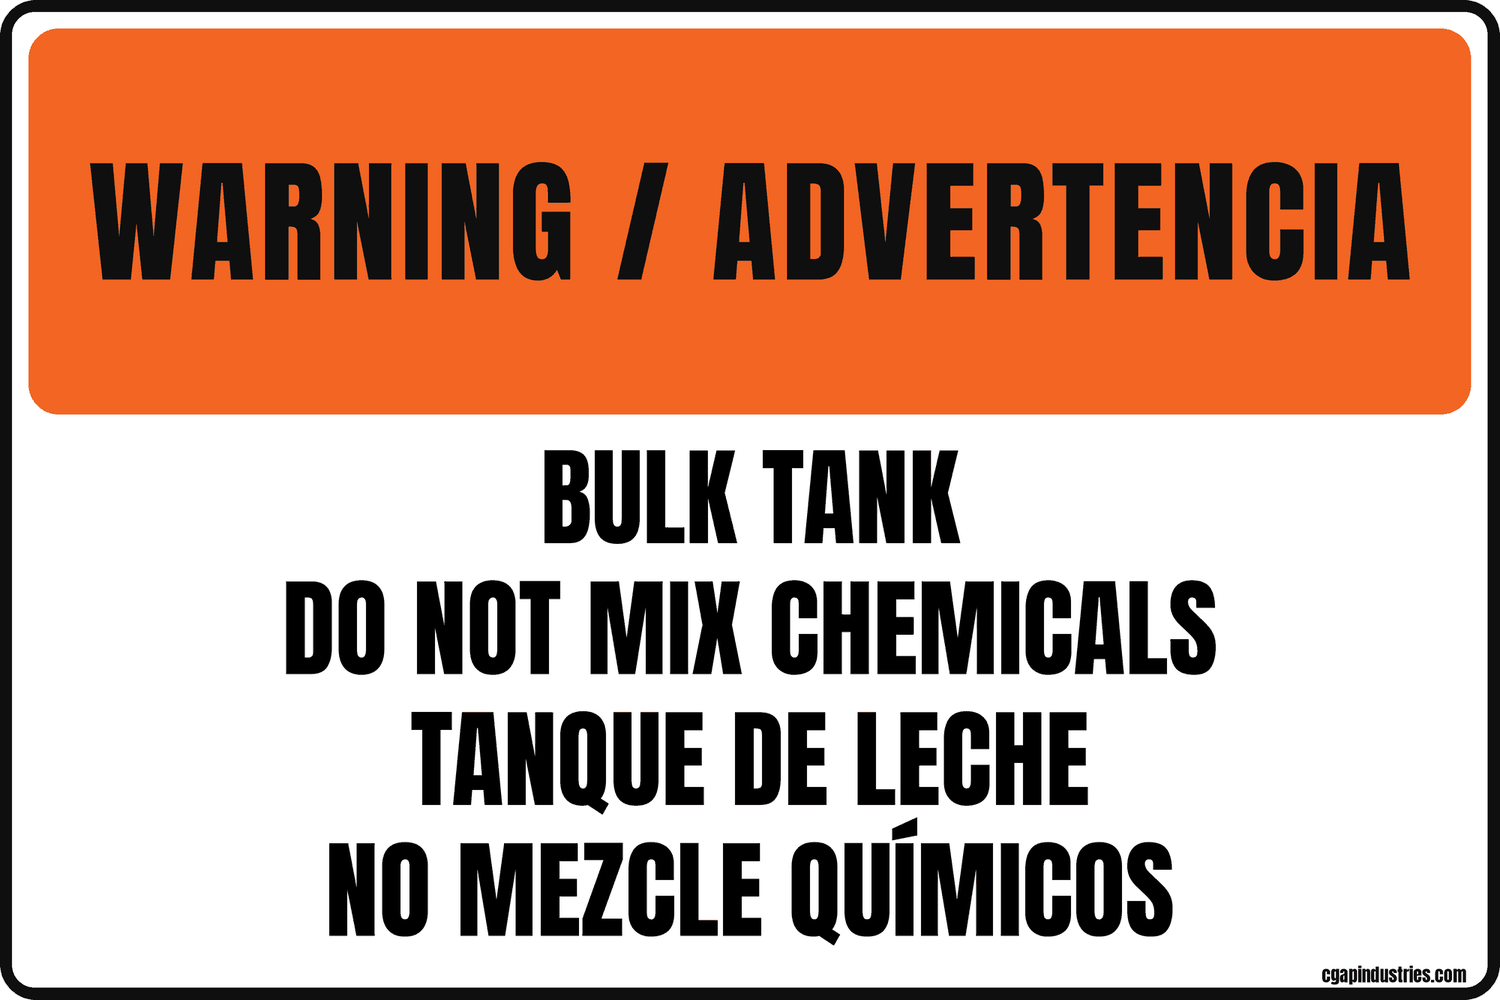 WARNING / ADVERTENCIA
BULK TANK
DO NOT MIX CHEMICALS
TANQUE DE LECHE
NO MEZCLE QUÍMICOS
cgapindustries.com